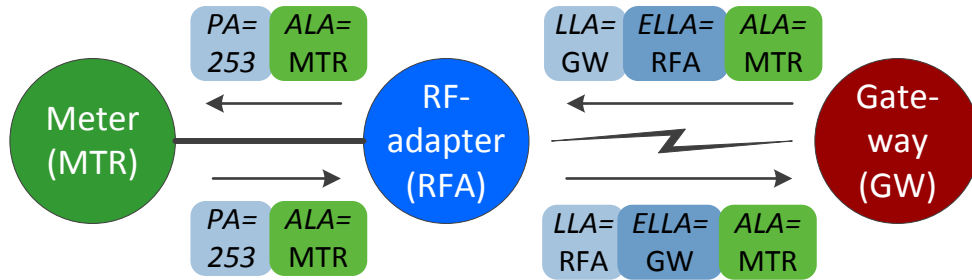 PA= ALA= LLA= ELLA= ALA=
253 MTR GW RFA MTR
Meter
(MTR)
RF-
adapter
(RFA)
Gate-
way
(GW)
PA= ALA= LLA= ELLA= ALA=
253 MTR RFA GW MTR